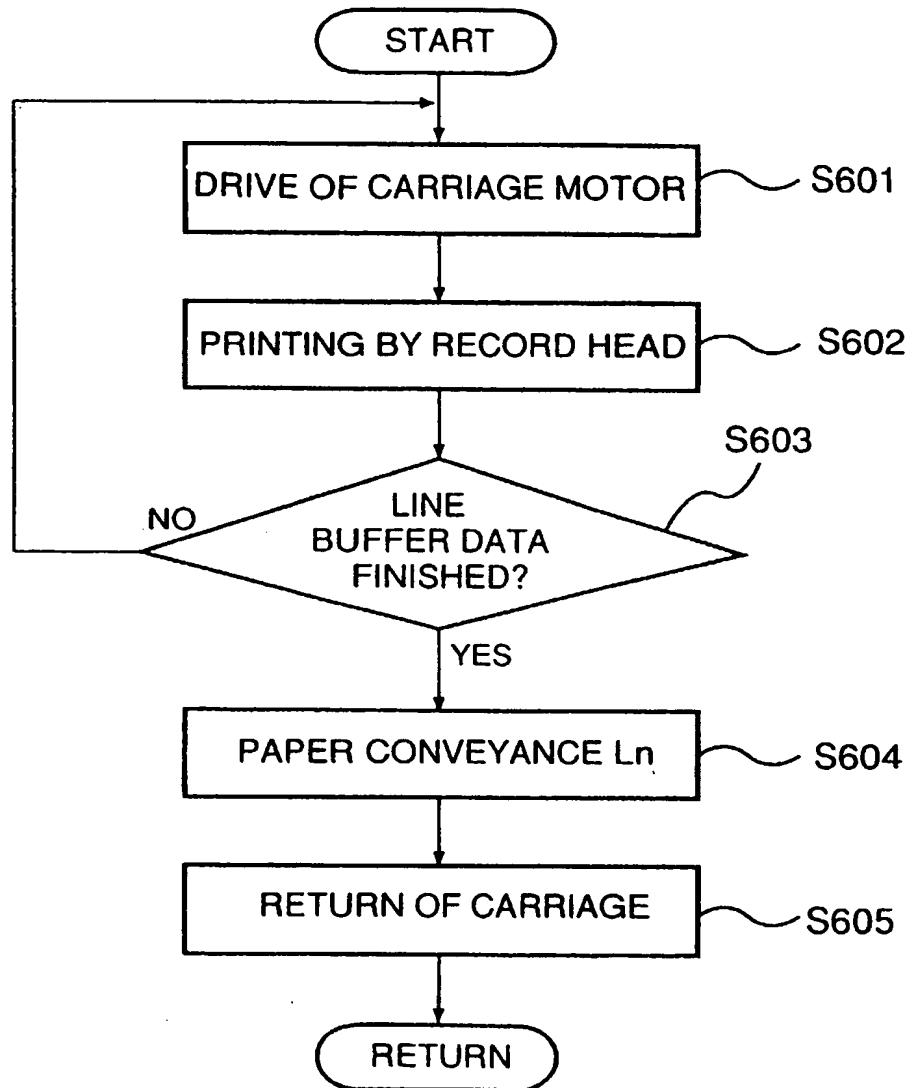 START
DRIVE OF CARRIAGE MOTOR
S601
PRINTING BY RECORD HEAD
S602
S603
LINE
BUFFER DATA
FINISHED?
NO
YES
PAPER CONVEYANCE Ln
S604
RETURN OF CARRIAGE
S605
RETURN